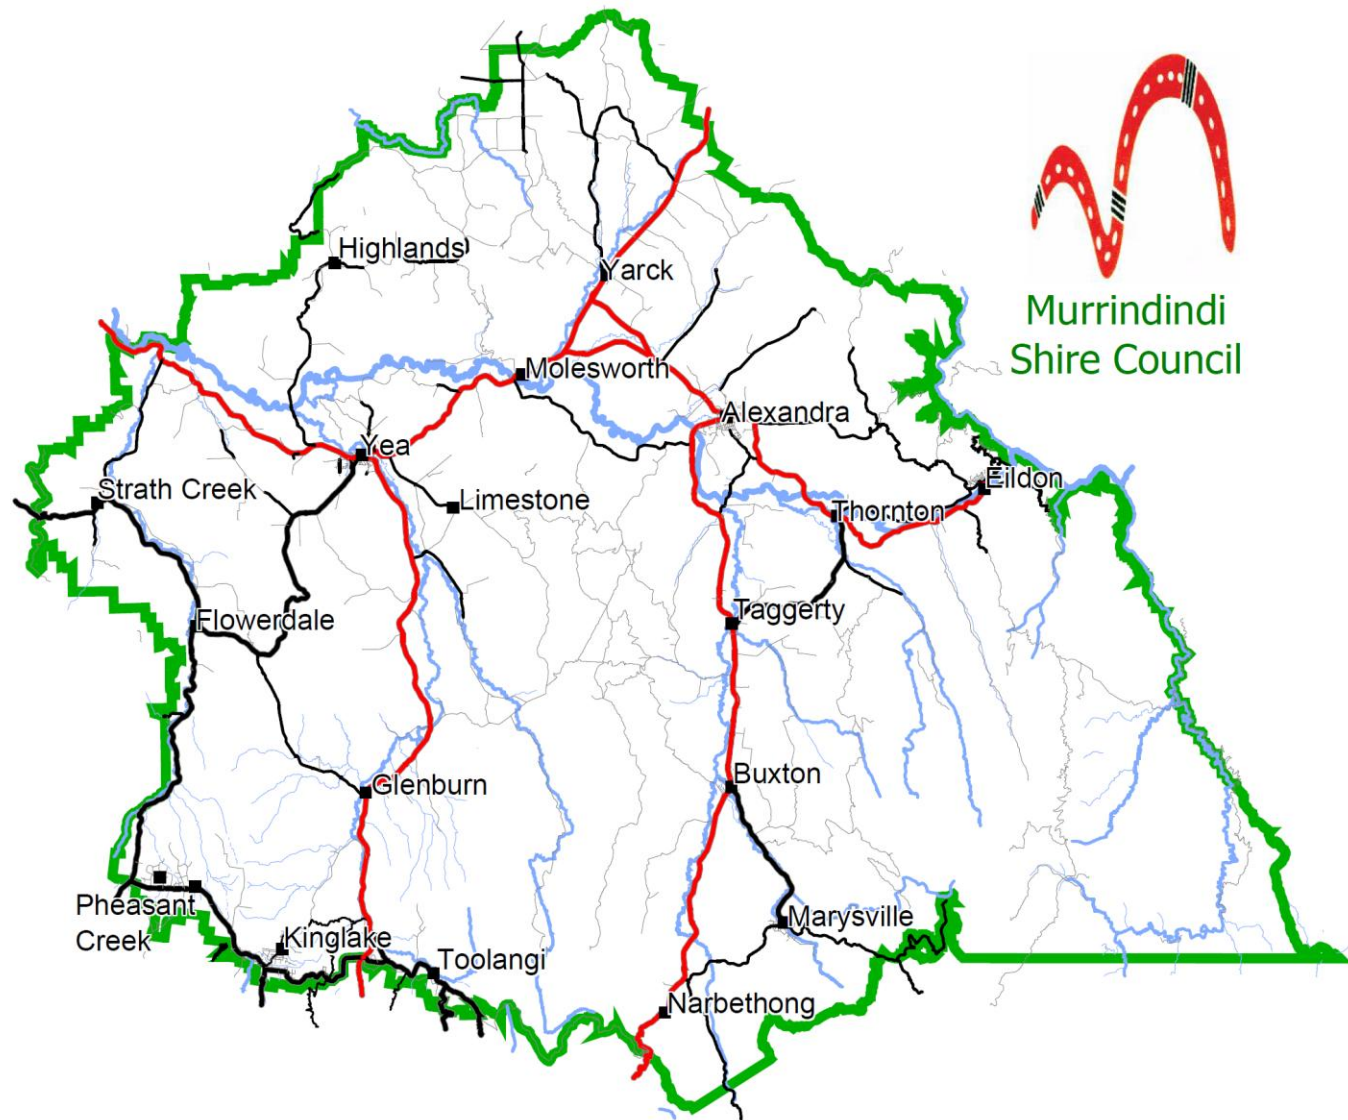 Murrindindi
Shire Council
Highlands
Yarck
Molesworth
Alexandra
Yea
Strath Creek
Limestone
Eildon
Thornton
Flowerdale
Taggerty
Glenburn
Buxton
Pheasant
Creek
Kinglake
Toolangi
Marysville
Narbethong